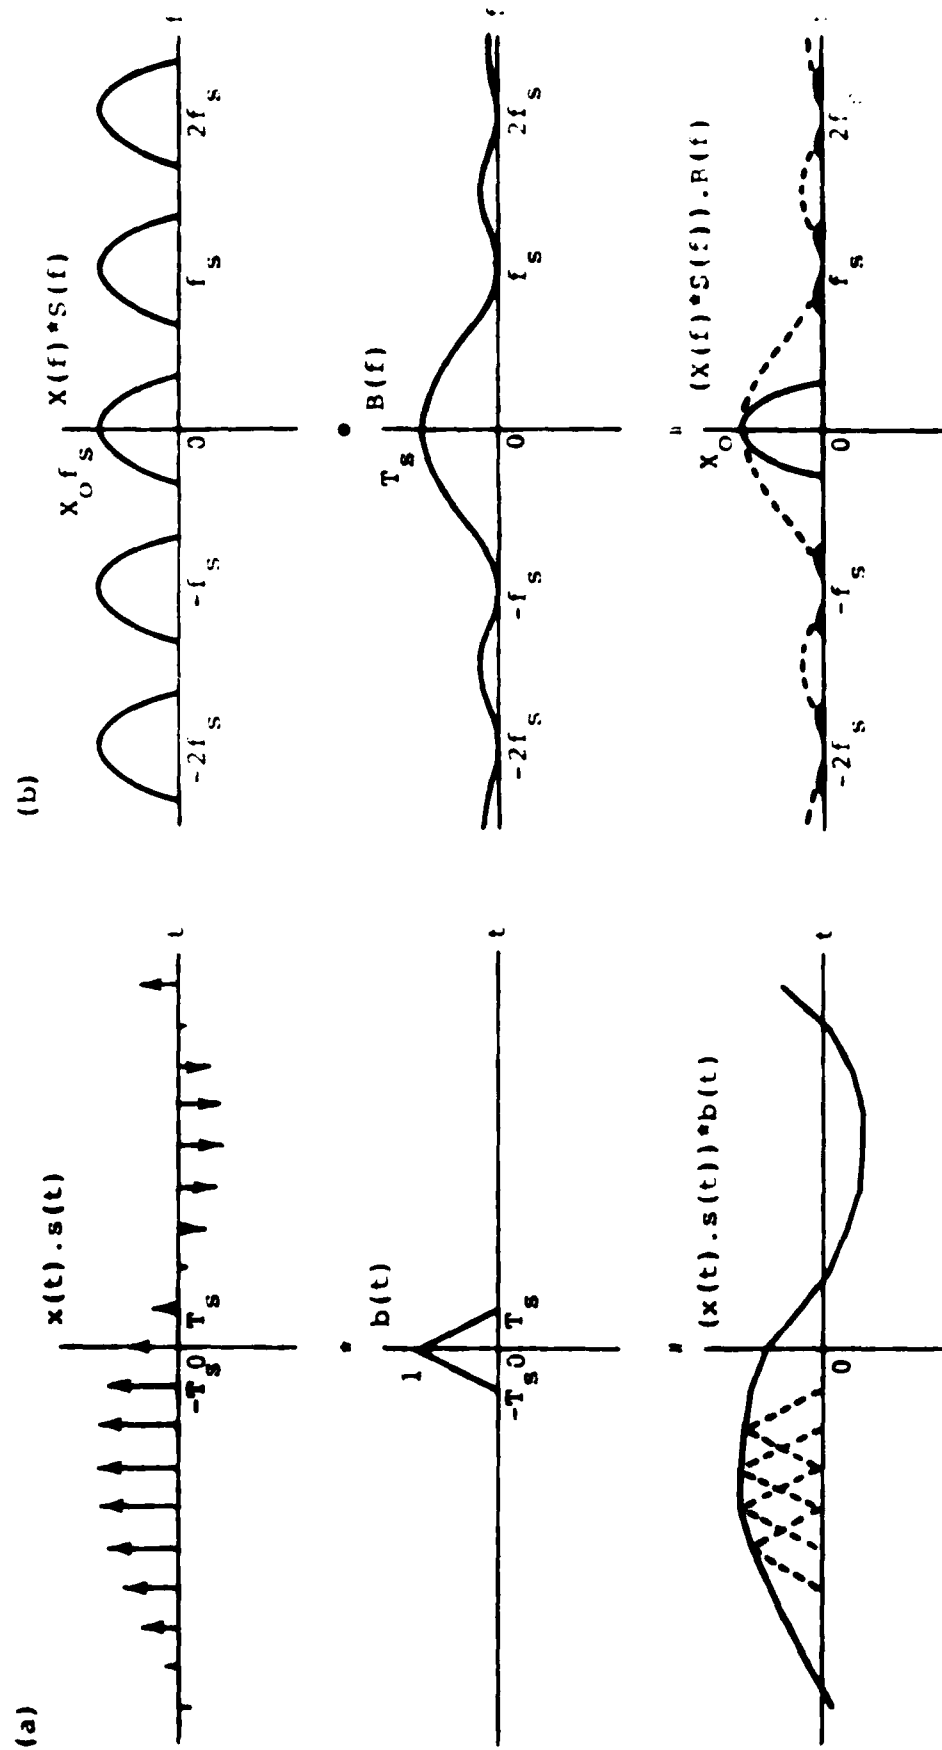 (a)
x(t).s(t)
t
-T_s 0 T_s
*
b(t)
1
t
-T_s 0 T_s
=
(x(t).s(t))*b(t)
t
0
(b)
X(f)*S(f)
X_o f_s
f
-2f_s -f_s 0 f_s 2f_s
•
B(f)
T_s
f
-2f_s -f_s 0 f_s 2f_s
=
(X(f)*S(f)).B(f)
X_o
-2f_s -f_s 0 f_s 2f_s